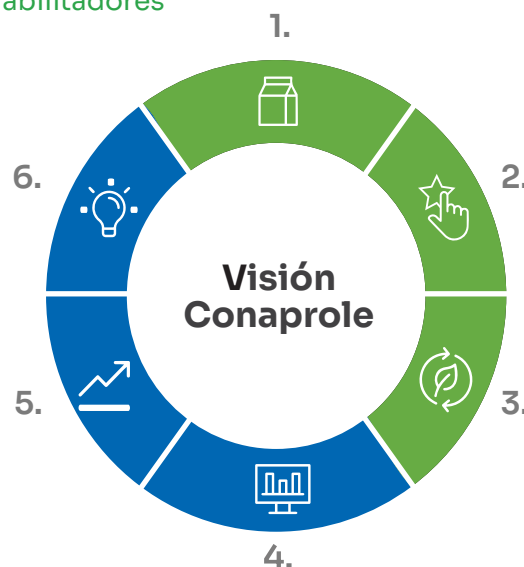 abilitadores
1.
6.
2.
Visión
Conaprole
5.
3.
4.